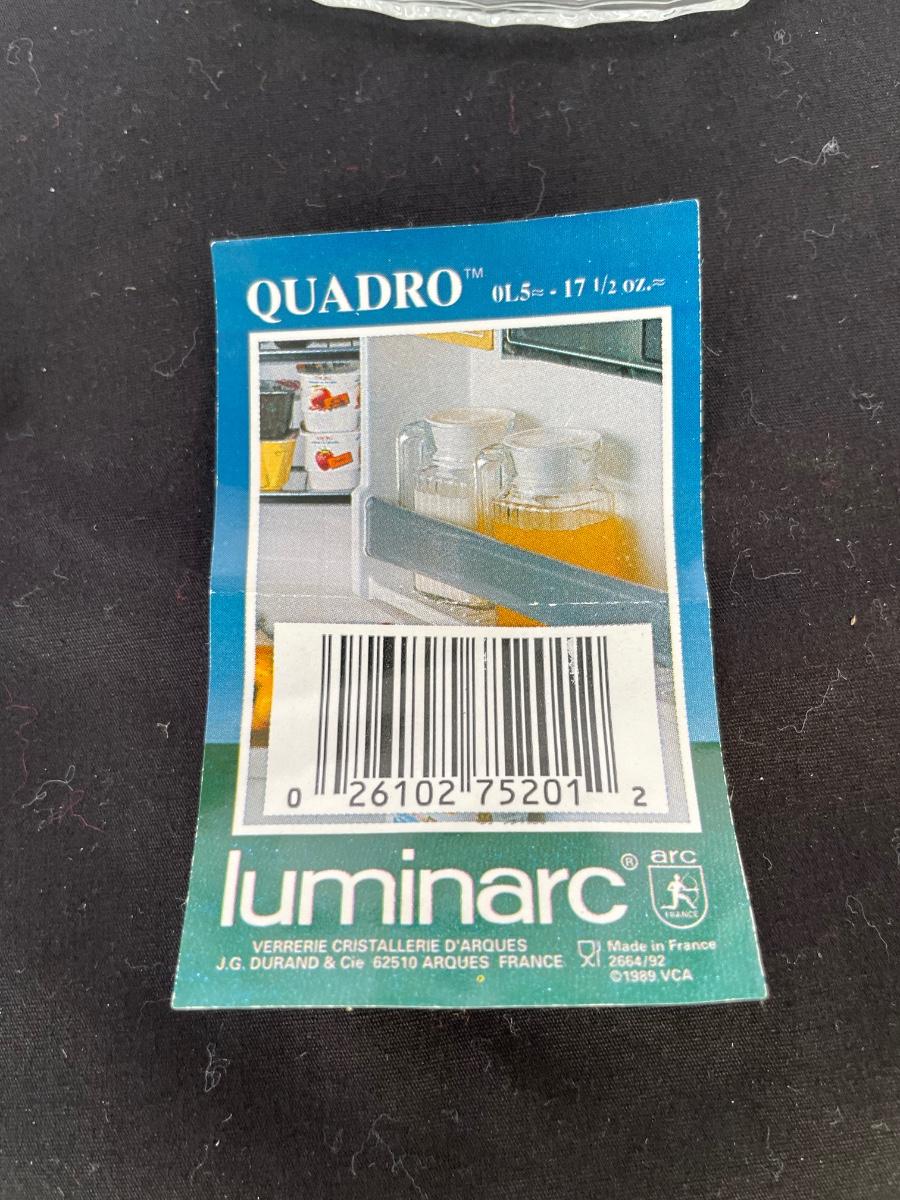 QUADRO™ 0L5≈ - 17 1/2 oz.≈
0 26102 75201 2
luminarc® arc
FRANCE
VERRERIE CRISTALLERIE D'ARQUES
J.G. DURAND & Cie 62510 ARQUES FRANCE
Made in France
2664/92
©1989 VCA